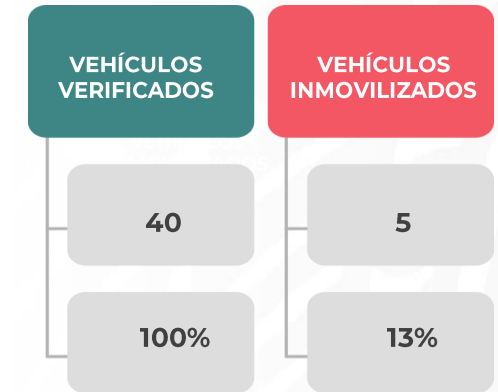 VEHÍCULOS
VERIFICADOS
40
100%
VEHÍCULOS
INMOVILIZADOS
5
13%